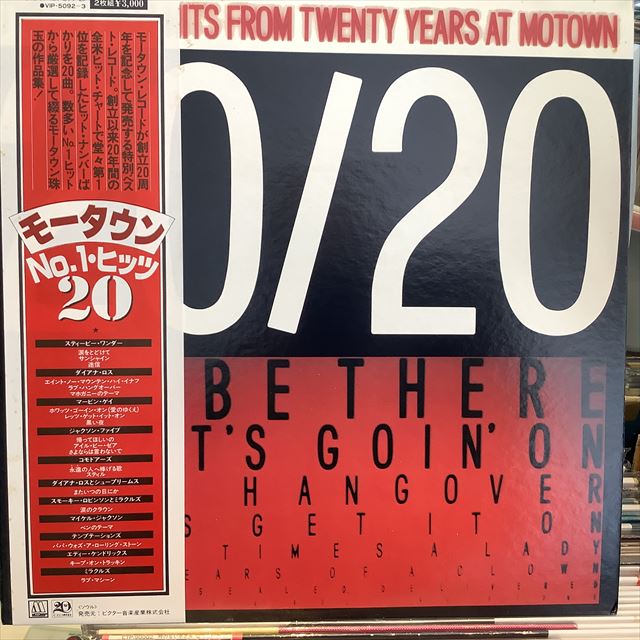 ●VIP-5092~3
2枚組¥3,000
ITS FROM TWENTY YEARS AT MOTOWN
モータウン・レコードが創立20周
年を記念して発売する特別ベス
ト・レコード。創立以来20年間の
全米ヒット・チャートで堂々第1
位を記録したヒット・ナンバーば
かりを20曲。数多いNo.1ヒット
から厳選して綴るモータウン珠
玉の作品集!
0/20
モータウン
No.1・ヒッツ
20
★
スティービー・ワンダー
涙をとどけて
サンシャイン
迷信
ダイアナ・ロス
エイント・ノー・マウンテン・ハイ・イナフ
ラブ・ハングオーバー
マホガニーのテーマ
マービン・ゲイ
ホワッツ・ゴーイン・オン(愛のゆくえ)
レッツ・ゲット・イット・オン
黒い夜
ジャクソン・ファイブ
帰ってほしいの
アイル・ビー・ゼア
さよならは言わないで
コモドアーズ
永遠の人へ捧げる歌
スティル
ダイアナ・ロスとシュープリームス
またいつの日にか
スモーキー・ロビンソンとミラクルズ
涙のクラウン
マイケル・ジャクソン
ベンのテーマ
テンプテーションズ
パパ・ウォズ・ア・ローリング・ストーン
エディー・ケンドリックス
キープ・オン・トラッキン
ミラクルズ
ラブ・マシーン
BE THERE
T'S GOIN' ON
HANGOVER
S GET IT ON
TIMES A LADY
EARS OF A CLOWN
SEALED DELIVERED
〈ソウル〉
発売元:ビクター音楽産業株式会社